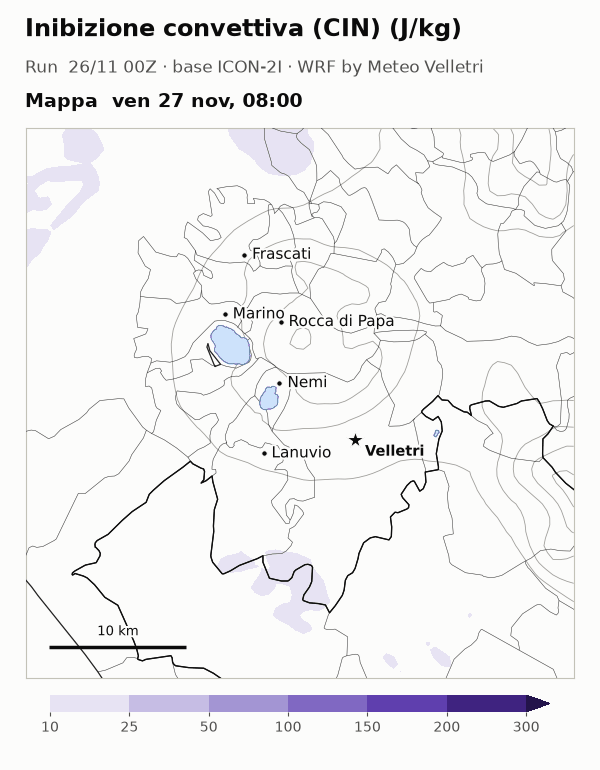 Inibizione convettiva (CIN) (J/kg)
Run  26/11 00Z · base ICON-2I · WRF by Meteo Velletri
Mappa  ven 27 nov, 08:00
Frascati
Marino
Rocca di Papa
Nemi
Velletri
Lanuvio
10 km
10 25 50 100 150 200 300